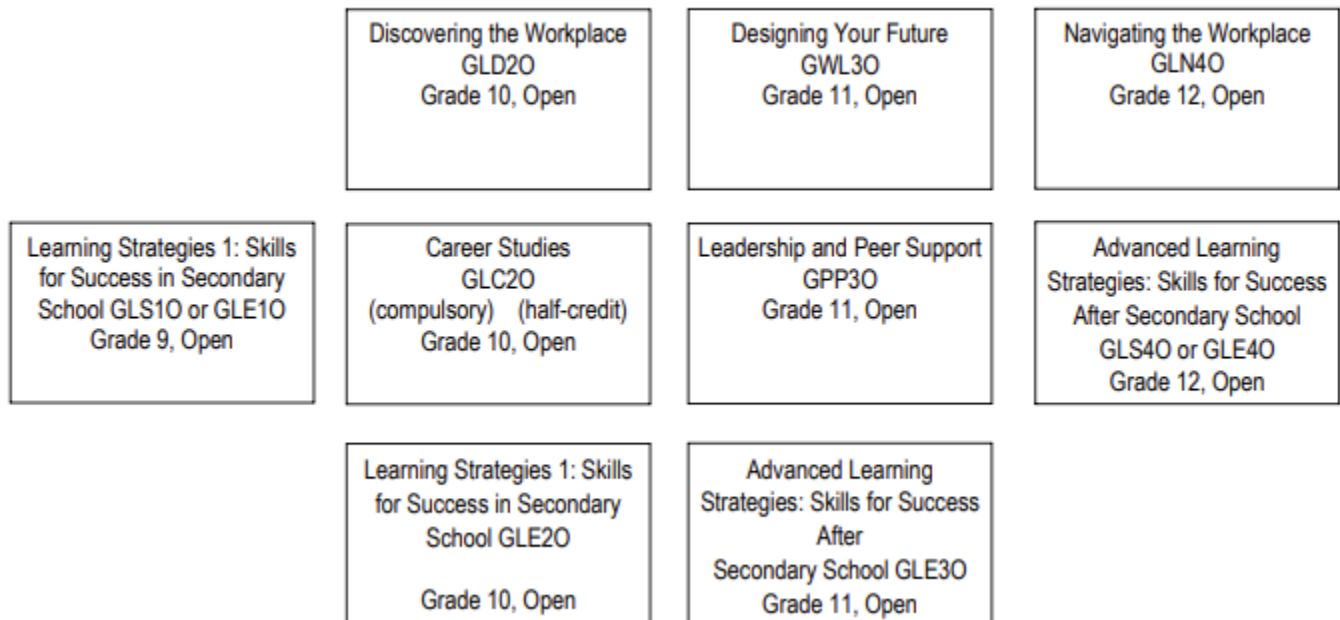 Discovering the Workplace
GLD2O
Grade 10, Open
Designing Your Future
GWL3O
Grade 11, Open
Navigating the Workplace
GLN4O
Grade 12, Open
Learning Strategies 1: Skills
for Success in Secondary
School GLS1O or GLE1O
Grade 9, Open
Career Studies
GLC2O
(compulsory) (half-credit)
Grade 10, Open
Leadership and Peer Support
GPP3O
Grade 11, Open
Advanced Learning
Strategies: Skills for Success
After Secondary School
GLS4O or GLE4O
Grade 12, Open
Learning Strategies 1: Skills
for Success in Secondary
School GLE2O
Grade 10, Open
Advanced Learning
Strategies: Skills for Success
After
Secondary School GLE3O
Grade 11, Open